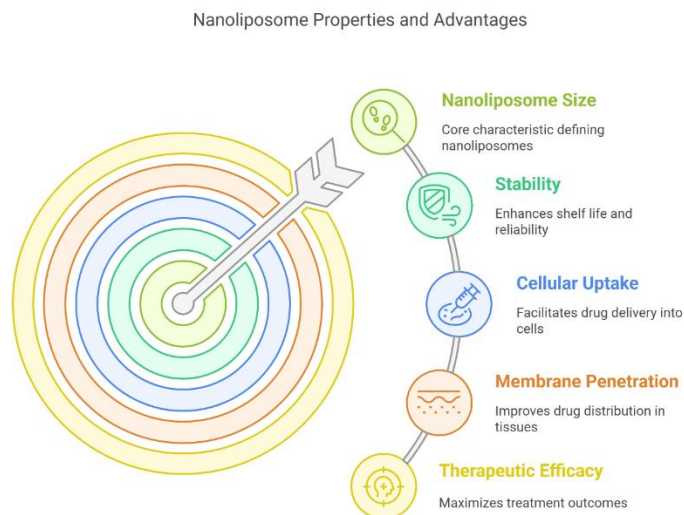 Nanoliposome Properties and Advantages
Nanoliposome Size
Core characteristic defining
nanoliposomes
Stability
Enhances shelf life and
reliability
Cellular Uptake
Facilitates drug delivery into
cells
Membrane Penetration
Improves drug distribution in
tissues
Therapeutic Efficacy
Maximizes treatment outcomes